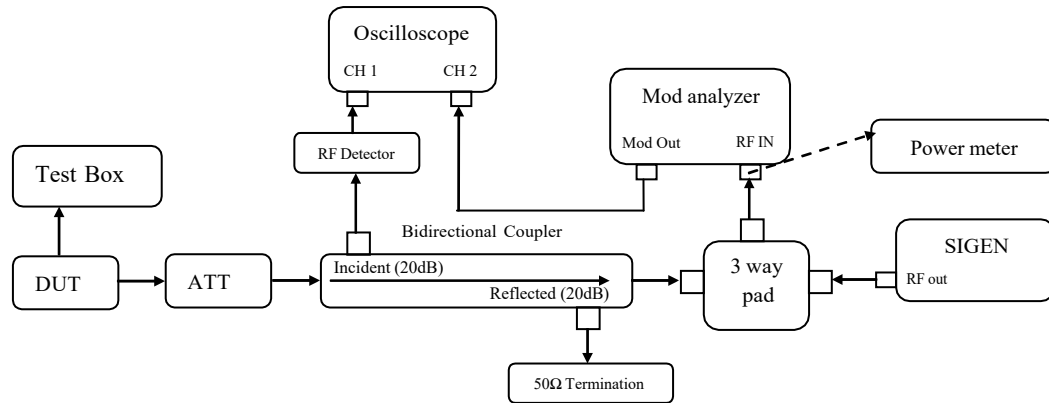 Oscilloscope
CH 1
CH 2
Mod analyzer
Mod Out
RF IN
Power meter
RF Detector
Test Box
Bidirectional Coupler
DUT
ATT
Incident (20dB)
Reflected (20dB)
3 way
pad
SIGEN
RF out
50Ω Termination